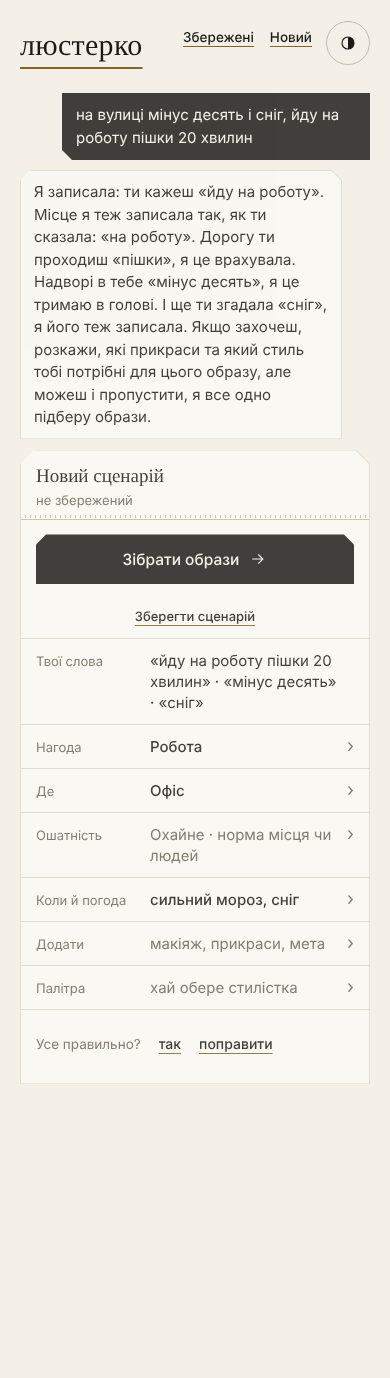 люстерко
Збережені
Новий
на вулиці мінус десять і сніг, йду на
роботу пішки 20 хвилин
Я записала: ти кажеш «йду на роботу».
Місце я теж записала так, як ти
сказала: «на роботу». Дорогу ти
проходиш «пішки», я це врахувала.
Надворі в тебе «мінус десять», я це
тримаю в голові. І ще ти згадала «сніг»,
я його теж записала. Якщо захочеш,
розкажи, які прикраси та який стиль
тобі потрібні для цього образу, але
можеш і пропустити, я все одно
підберу образи.
Новий сценарій
не збережений
Зібрати образи →
Зберегти сценарій
Твої слова
«йду на роботу пішки 20
хвилин» · «мінус десять»
· «сніг»
Нагода
Робота
Де
Офіс
Ошатність
Охайне · норма місця чи
людей
Коли й погода
сильний мороз, сніг
Додати
макіяж, прикраси, мета
Палітра
хай обере стилістка
Усе правильно?
так
поправити